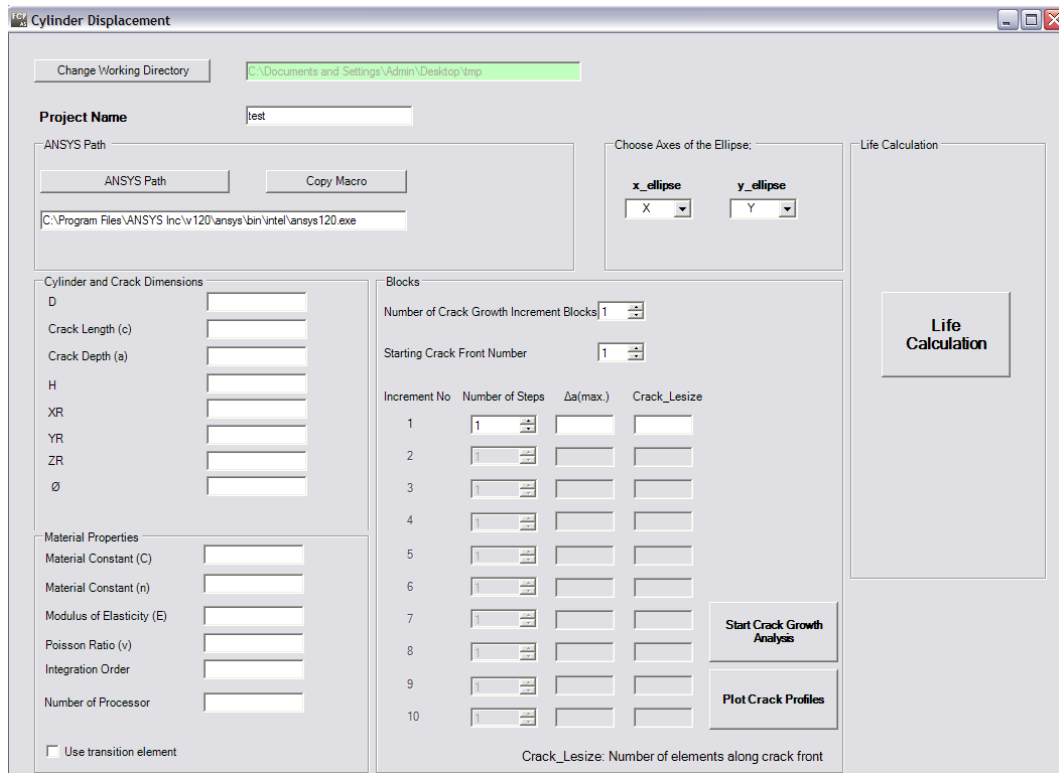 FCP AS Cylinder Displacement
Change Working Directory C:\Documents and Settings\Admin\Desktop\tmp
Project Name test
ANSYS Path
ANSYS Path Copy Macro
C:\Program Files\ANSYS Inc\v120\ansys\bin\intel\ansys120.exe
Choose Axes of the Ellipse;
x_ellipse y_ellipse
X Y
Life Calculation
Life
Calculation
Cylinder and Crack Dimensions
D
Crack Length (c)
Crack Depth (a)
H
XR
YR
ZR
Ø
Material Properties
Material Constant (C)
Material Constant (n)
Modulus of Elasticity (E)
Poisson Ratio (v)
Integration Order
Number of Processor
Use transition element
Blocks
Number of Crack Growth Increment Blocks 1
Starting Crack Front Number 1
Increment No Number of Steps Δa(max.) Crack_Lesize
1 1
2 1
3 1
4 1
5 1
6 1
7 1
8 1
9 1
10 1
Start Crack Growth
Analysis
Plot Crack Profiles
Crack_Lesize: Number of elements along crack front